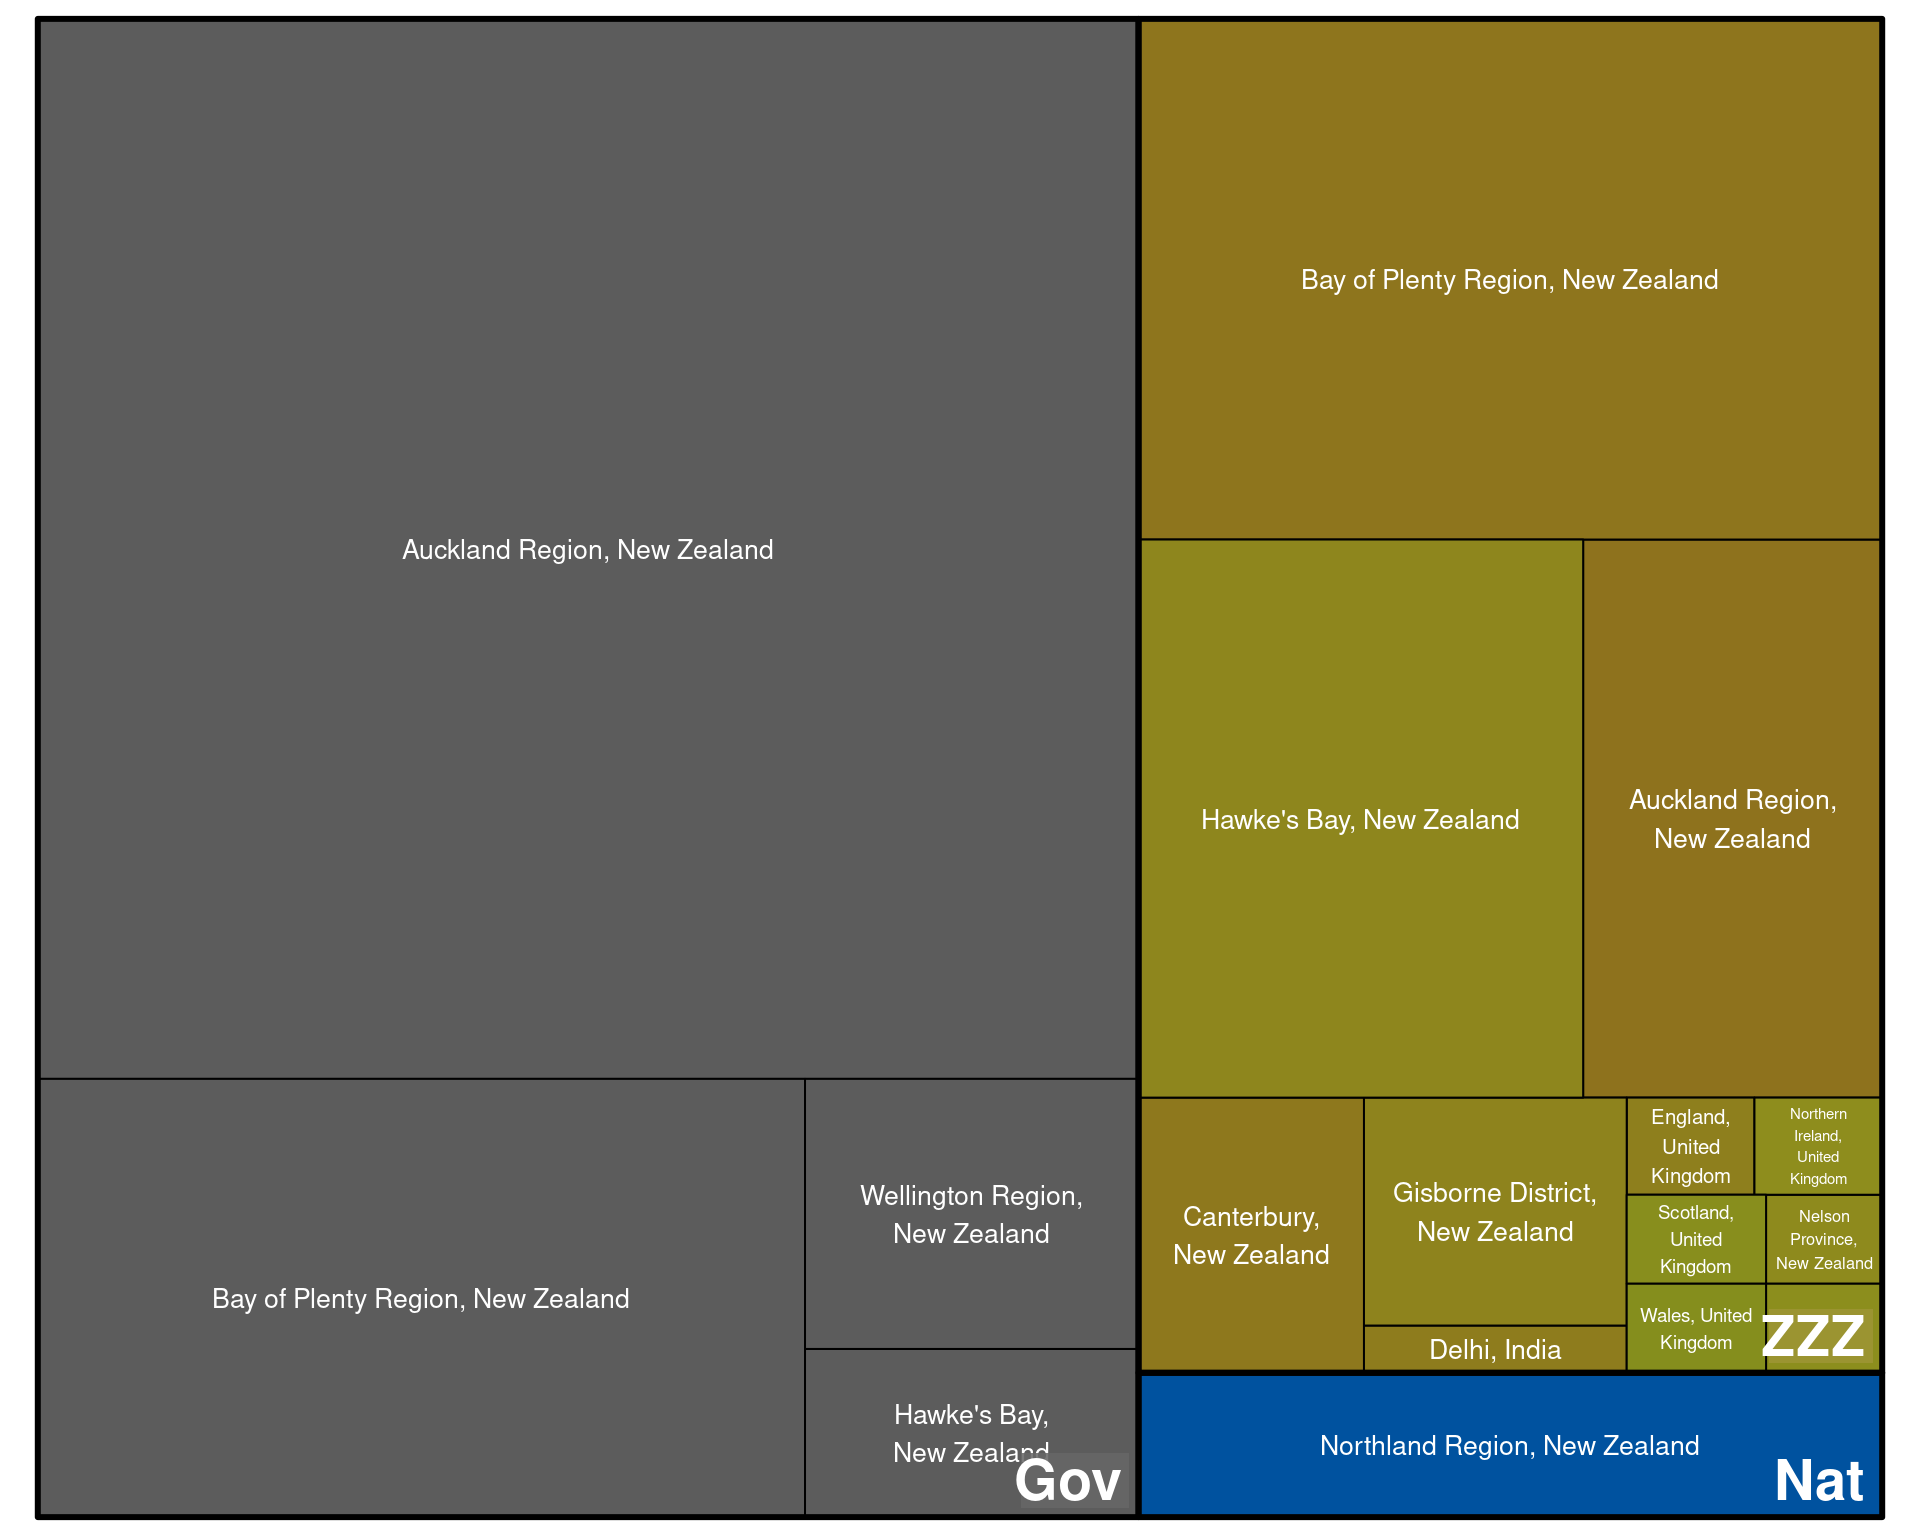 Auckland Region, New Zealand
Bay of Plenty Region, New Zealand
Wellington Region,
New Zealand
Hawke's Bay,
New Zealand
Gov
Bay of Plenty Region, New Zealand
Hawke's Bay, New Zealand
Auckland Region,
New Zealand
Canterbury,
New Zealand
Gisborne District,
New Zealand
Delhi, India
England,
United
Kingdom
Northern
Ireland,
United
Kingdom
Scotland,
United
Kingdom
Nelson
Province,
New Zealand
Wales, United
Kingdom
ZZZ
Northland Region, New Zealand
Nat